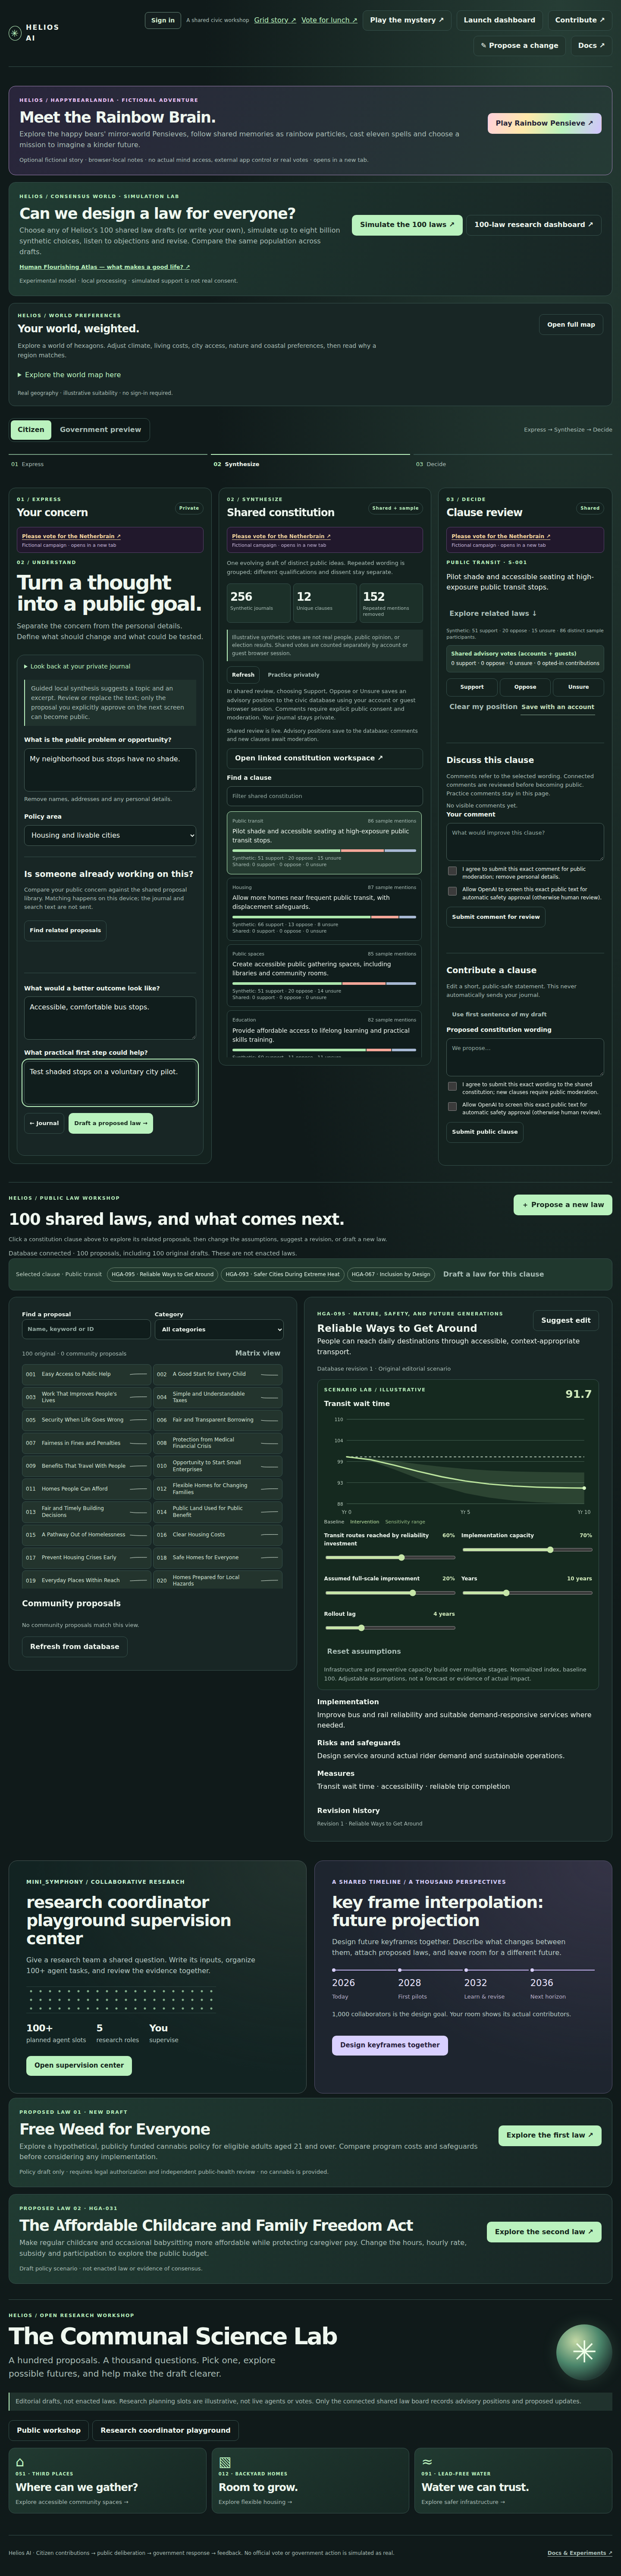 HELIOS
AI
Sign in
A shared civic workshop
Grid story ↗
Vote for lunch ↗
Play the mystery ↗
Launch dashboard
Contribute ↗
✎ Propose a change
Docs ↗
HELIOS / HAPPYBEARLANDIA · FICTIONAL ADVENTURE
Meet the Rainbow Brain.
Explore the happy bears' mirror-world Pensieves, follow shared memories as rainbow particles, cast eleven spells and choose a
mission to imagine a kinder future.
Optional fictional story · browser-local notes · no actual mind access, external app control or real votes · opens in a new tab.
Play Rainbow Pensieve ↗
HELIOS / CONSENSUS WORLD · SIMULATION LAB
Can we design a law for everyone?
Choose any of Helios's 100 shared law drafts (or write your own), simulate up to eight billion
synthetic choices, listen to objections and revise. Compare the same population across
drafts.
Human Flourishing Atlas — what makes a good life? ↗
Experimental model · local processing · simulated support is not real consent.
Simulate the 100 laws ↗
100-law research dashboard ↗
HELIOS / WORLD PREFERENCES
Your world, weighted.
Explore a world of hexagons. Adjust climate, living costs, city access, nature and coastal preferences, then read why a
region matches.
▶ Explore the world map here
Real geography · illustrative suitability · no sign-in required.
Open full map
Citizen
Government preview
Express → Synthesize → Decide
01 Express
02 Synthesize
03 Decide
01 / EXPRESS
Your concern
Private
Please vote for the Netherbrain ↗
Fictional campaign · opens in a new tab
02 / UNDERSTAND
Turn a thought
into a public goal.
Separate the concern from the personal details.
Define what should change and what could be tested.
▶ Look back at your private journal
Guided local synthesis suggests a topic and an
excerpt. Review or replace the text; only the
wording you explicitly approve on the next screen
can become public.
What is the public problem or opportunity?
My neighborhood bus stops have no shade.
Remove names, addresses and any personal details.
Policy area
Housing and livable cities
Is someone already working on this?
Compare your public concern against the shared proposal
library. Matching happens on this device; the journal and
search text are not sent.
Find related proposals
What would a better outcome look like?
Accessible, comfortable bus stops.
What practical first step could help?
Test shaded stops on a voluntary city pilot.
← Journal
Draft a proposed law →
02 / SYNTHESIZE
Shared constitution
Shared + sample
Please vote for the Netherbrain ↗
Fictional campaign · opens in a new tab
One evolving draft of distinct public ideas. Repeated wording is
grouped; different qualifications and dissent stay separate.
256
Synthetic journals
12
Unique clauses
152
Repeated mentions
removed
Illustrative synthetic votes are not real people, public opinion, or
election results. Shared votes are counted separately by account or
guest browser session.
Refresh
Practice privately
In shared review, choosing Support, Oppose or Unsure saves an
advisory position to the civic database using your account or guest
browser session. Comments require explicit public consent and
moderation. Your journal stays private.
Shared review is live. Advisory positions save to the database; comments
and new clauses await moderation.
Open linked constitution workspace ↗
Find a clause
Filter shared constitution
Public transit
86 sample mentions
Pilot shade and accessible seating at high-exposure public transit
stops.
Synthetic: 51 support · 20 oppose · 15 unsure
Shared: 0 support · 0 oppose · 0 unsure
Housing
87 sample mentions
Allow more homes near frequent public transit, with
displacement safeguards.
Synthetic: 66 support · 13 oppose · 8 unsure
Shared: 0 support · 0 oppose · 0 unsure
Public spaces
85 sample mentions
Create accessible public gathering spaces, including
libraries and community rooms.
Synthetic: 51 support · 20 oppose · 14 unsure
Shared: 0 support · 0 oppose · 0 unsure
Education
82 sample mentions
Provide affordable access to lifelong learning and practical
skills training.
03 / DECIDE
Clause review
Shared
Please vote for the Netherbrain ↗
Fictional campaign · opens in a new tab
PUBLIC TRANSIT · S-001
Pilot shade and accessible seating at high-
exposure public transit stops.
Explore related laws ↓
Synthetic: 51 support · 20 oppose · 15 unsure · 86 distinct sample
participants.
Shared advisory votes (accounts + guests)
0 support · 0 oppose · 0 unsure · 0 opted-in contributions
Support
Oppose
Unsure
Clear my position
Save with an account
Discuss this clause
Comments refer to the selected wording. Connected
comments are reviewed before becoming public.
Practice comments stay in this page.
No visible comments yet.
Your comment
What would improve this clause?
I agree to submit this exact comment for public
moderation; remove personal details.
Allow OpenAI to screen this exact public text for
automatic safety approval (otherwise human review).
Submit comment for review
Contribute a clause
Edit a short, public-safe statement. This never
automatically sends your journal.
Use first sentence of my draft
Proposed constitution wording
We propose...
I agree to submit this exact wording to the shared
constitution; new clauses require public moderation.
Allow OpenAI to screen this exact public text for
automatic safety approval (otherwise human review).
Submit public clause
HELIOS / PUBLIC LAW WORKSHOP
100 shared laws, and what comes next.
Click a constitution clause above to explore its related proposals, then change the assumptions, suggest a revision, or draft a new law.
+ Propose a new law
Database connected · 100 proposals, including 100 original drafts. These are not enacted laws.
Selected clause · Public transit
HGA-095 · Reliable Ways to Get Around
HGA-093 · Safer Cities During Extreme Heat
HGA-067 · Inclusion by Design
Draft a law for this clause
Find a proposal
Name, keyword or ID
Category
All categories
100 original · 0 community proposals
Matrix view
001 Easy Access to Public Help
002 A Good Start for Every Child
003 Work That Improves People's
Lives
004 Simple and Understandable
Taxes
005 Security When Life Goes Wrong
006 Fair and Transparent Borrowing
007 Fairness in Fines and Penalties
008 Protection from Medical
Financial Crisis
009 Benefits That Travel With People
010 Opportunity to Start Small
Enterprises
011 Homes People Can Afford
012 Flexible Homes for Changing
Families
013 Fair and Timely Building
Decisions
014 Public Land Used for Public
Benefit
015 A Pathway Out of Homelessness
016 Clear Housing Costs
017 Prevent Housing Crises Early
018 Safe Homes for Everyone
019 Everyday Places Within Reach
020 Homes Prepared for Local
Hazards
Community proposals
No community proposals match this view.
Refresh from database
HGA-095 · NATURE, SAFETY, AND FUTURE GENERATIONS
Reliable Ways to Get Around
Suggest edit
People can reach daily destinations through accessible, context-appropriate
transport.
Database revision 1 · Original editorial scenario
SCENARIO LAB / ILLUSTRATIVE
Transit wait time
91.7
110
104
99
93
88
Yr 0
Yr 5
Yr 10
Baseline
Intervention
Sensitivity range
Transit routes reached by reliability
investment
60%
Implementation capacity
70%
Assumed full-scale improvement
20%
Years
10 years
Rollout lag
4 years
Reset assumptions
Infrastructure and preventive capacity build over multiple stages. Normalized index, baseline
100. Adjustable assumptions, not a forecast or evidence of actual impact.
Implementation
Improve bus and rail reliability and suitable demand-responsive services where
needed.
Risks and safeguards
Design service around actual rider demand and sustainable operations.
Measures
Transit wait time · accessibility · reliable trip completion
Revision history
Revision 1 · Reliable Ways to Get Around
MINI_SYMPHONY / COLLABORATIVE RESEARCH
research coordinator
playground supervision
center
Give a research team a shared question. Write its inputs, organize
100+ agent tasks, and review the evidence together.
100+
planned agent slots
5
research roles
You
supervise
Open supervision center
A SHARED TIMELINE / A THOUSAND PERSPECTIVES
key frame interpolation:
future projection
Design future keyframes together. Describe what changes between
them, attach proposed laws, and leave room for a different future.
2026
Today
2028
First pilots
2032
Learn & revise
2036
Next horizon
1,000 collaborators is the design goal. Your room shows its actual contributors.
Design keyframes together
PROPOSED LAW 01 · NEW DRAFT
Free Weed for Everyone
Explore a hypothetical, publicly funded cannabis policy for eligible adults aged 21 and over. Compare program costs and safeguards
before considering any implementation.
Policy draft only · requires legal authorization and independent public-health review · no cannabis is provided.
Explore the first law ↗
PROPOSED LAW 02 · HGA-031
The Affordable Childcare and Family Freedom Act
Make regular childcare and occasional babysitting more affordable while protecting caregiver pay. Change the hours, hourly rate,
subsidy and participation to explore the public budget.
Draft policy scenario · not enacted law or evidence of consensus.
Explore the second law ↗
HELIOS / OPEN RESEARCH WORKSHOP
The Communal Science Lab
A hundred proposals. A thousand questions. Pick one, explore
possible futures, and help make the draft clearer.
Editorial drafts, not enacted laws. Research planning slots are illustrative, not live agents or votes. Only the connected shared law board records advisory positions and proposed updates.
Public workshop
Research coordinator playground
051 · THIRD PLACES
Where can we gather?
Explore accessible community spaces →
012 · BACKYARD HOMES
Room to grow.
Explore flexible housing →
091 · LEAD-FREE WATER
Water we can trust.
Explore safer infrastructure →
Helios AI · Citizen contributions → public deliberation → government response → feedback. No official vote or government action is simulated as real.
Docs & Experiments ↗